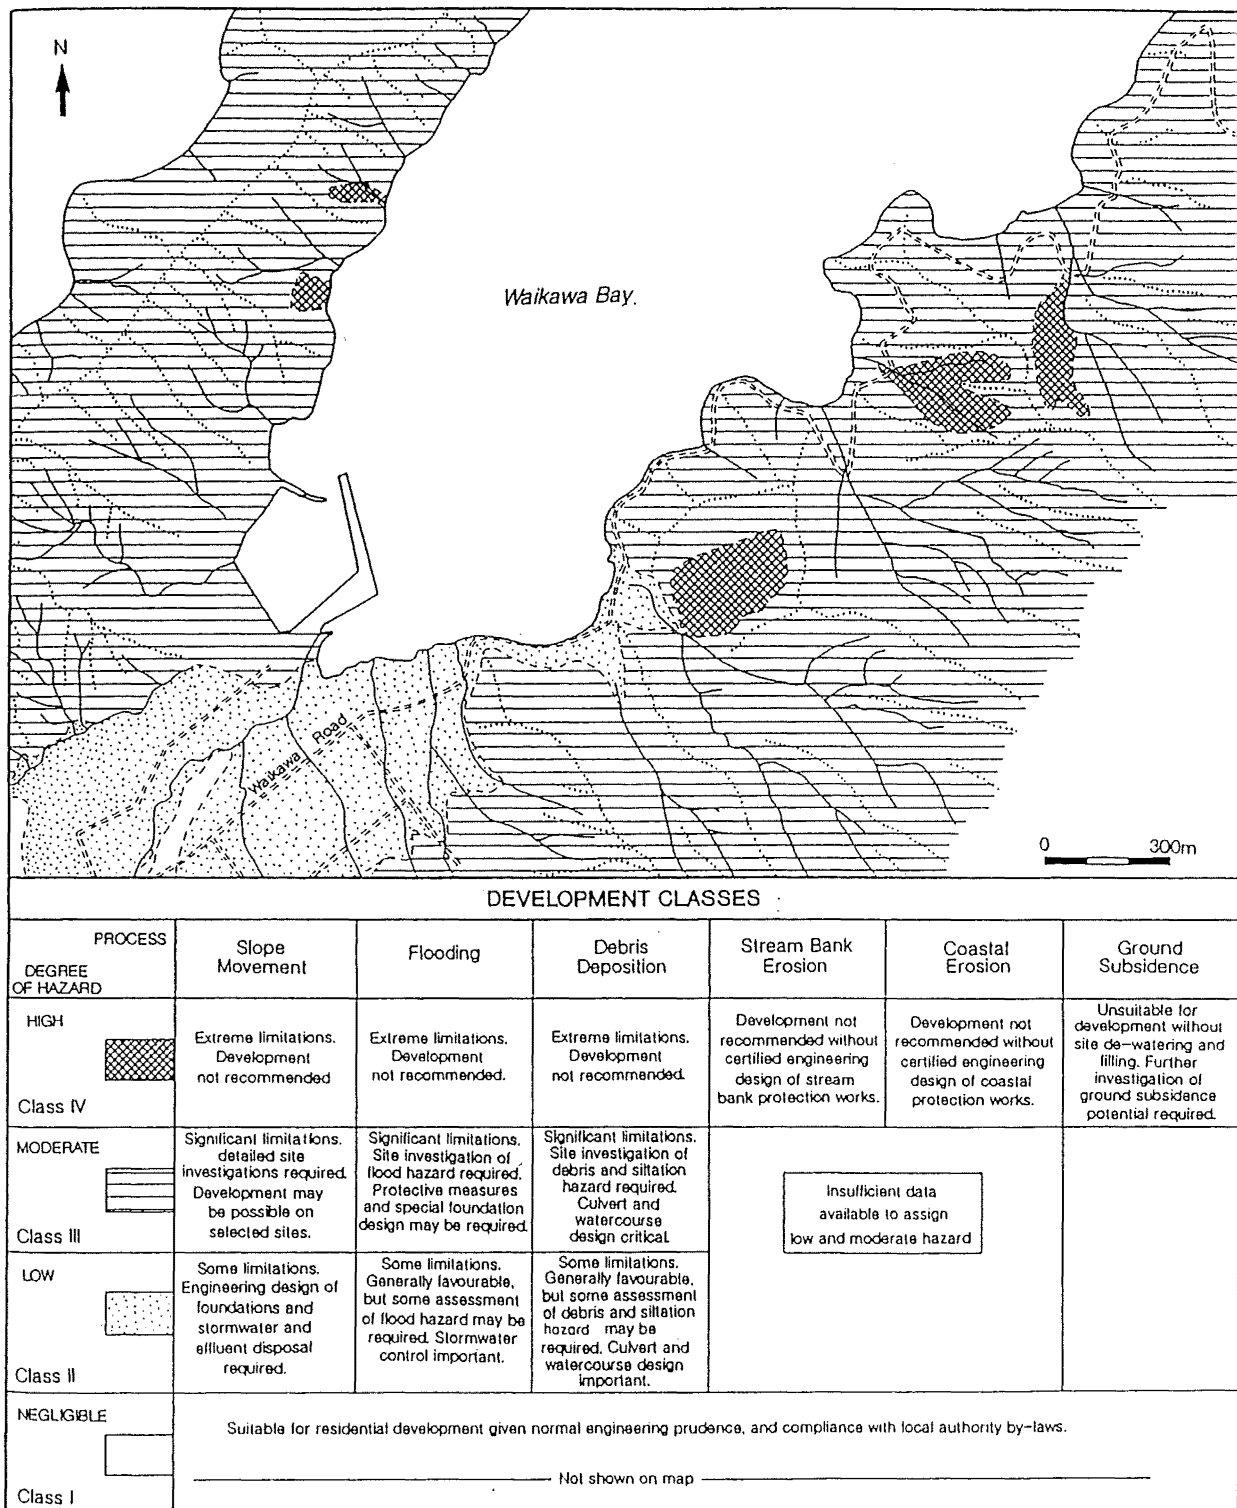 N
Waikawa Bay.
Waikawa Road
0 300m
DEVELOPMENT CLASSES
PROCESS
DEGREE
OF HAZARD
Slope
Movement
Flooding
Debris
Deposition
Stream Bank
Erosion
Coastal
Erosion
Ground
Subsidence
HIGH
Class IV
Extreme limitations.
Development
not recommended
Extreme limitations.
Development
not recommended.
Extreme limitations.
Development
not recommended.
Development not
recommended without
certified engineering
design of stream
bank protection works.
Development not
recommended without
certified engineering
design of coastal
protection works.
Unsuitable for
development without
site de-watering and
filling. Further
investigation of
ground subsidence
potential required.
MODERATE
Class III
Significant limitations.
detailed site
investigations required.
Development may
be possible on
selected sites.
Significant limitations.
Site investigation of
flood hazard required.
Protective measures
and special foundation
design may be required.
Significant limitations.
Site investigation of
debris and siltation
hazard required.
Culvert and
watercourse
design critical.
Insufficient data
available to assign
low and moderate hazard
LOW
Class II
Some limitations.
Engineering design of
foundations and
stormwater and
effluent disposal
required.
Some limitations.
Generally favourable,
but some assessment
of flood hazard may be
required. Stormwater
control important.
Some limitations.
Generally favourable,
but some assessment
of debris and siltation
hazard may be
required. Culvert and
watercourse design
important.
NEGLIGIBLE
Class I
Suitable for residential development given normal engineering prudence, and compliance with local authority by-laws.
Not shown on map